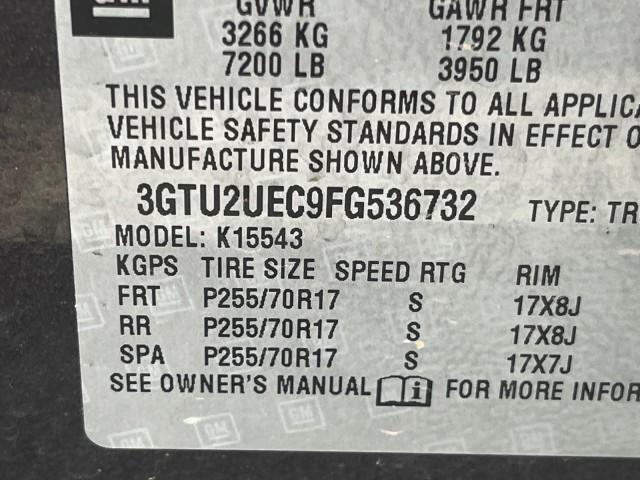 GM
GVWR GAWR FRT
3266 KG 1792 KG
7200 LB 3950 LB
THIS VEHICLE CONFORMS TO ALL
VEHICLE SAFETY STANDARDS IN EFFECT
MANUFACTURE SHOWN ABOVE.
3GTU2UEC9FG536732 TYPE: TR
MODEL: K15543
KGPS TIRE SIZE SPEED RTG RIM
FRT P255/70R17 S 17X8J
RR P255/70R17 S 17X8J
SPA P255/70R17 S 17X7J
SEE OWNER'S MANUAL i FOR MORE INFOR